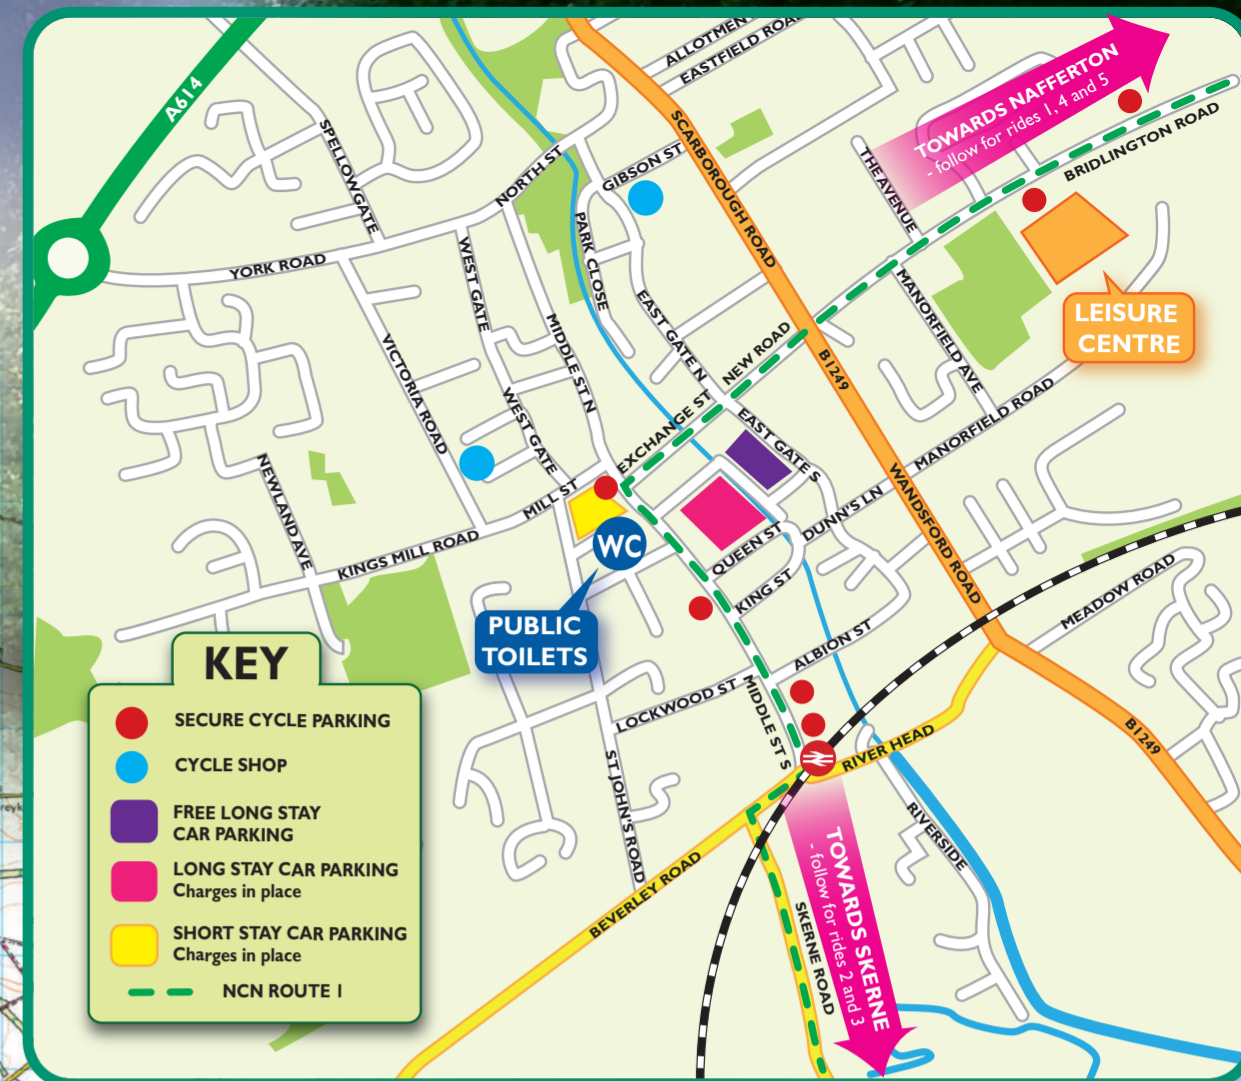 A614
SPELLOWGATE
YORK ROAD
NORTH ST
WEST GATE
MIDDLE ST N
PARK CLOSE
GIBSON ST
EASTFIELD ROA
SCARBOROUGH ROAD
TOWARDS NAFFERTON
- follow for rides 1, 4 and 5
BRIDLINGTON ROAD
THE AVENUE
LEISURE
CENTRE
MANORFIELD AVE
MANORFIELD ROAD
EAST GATE N
NEW ROAD
B1249
EXCHANGE ST
EAST GATE S
VICTORIA ROAD
WEST GATE
MILL ST
KINGS MILL ROAD
NEWLAND AVE
WC
PUBLIC
TOILETS
QUEEN ST
KING ST
DUNN'S LN
WANDSFORD ROAD
MEADOW ROAD
ALBION ST
LOCKWOOD ST
MIDDLE ST S
ST JOHN'S ROAD
RIVER HEAD
B1249
RIVERSIDE
BEVERLEY ROAD
SKERNE ROAD
TOWARDS SKERNE
- follow for rides 2 and 3
KEY
SECURE CYCLE PARKING
CYCLE SHOP
FREE LONG STAY
CAR PARKING
LONG STAY CAR PARKING
Charges in place
SHORT STAY CAR PARKING
Charges in place
NCN ROUTE 1